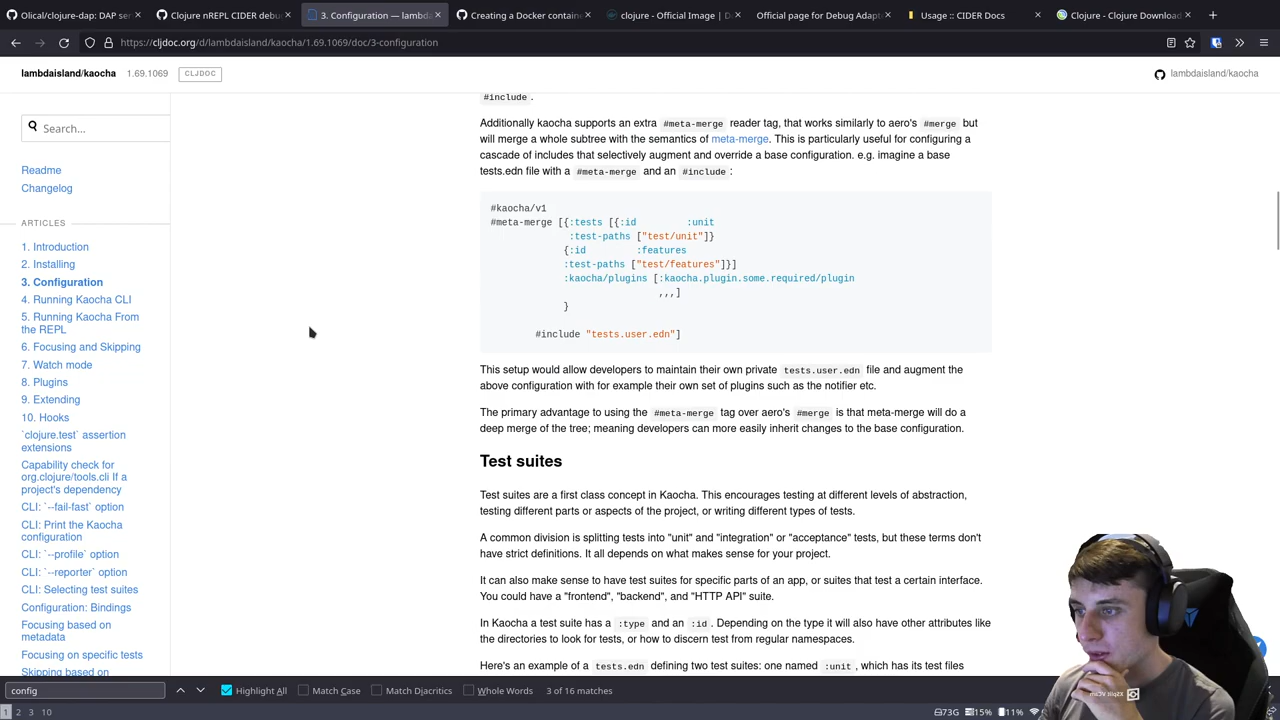 Olical/clojure-dap: DAP ser
Clojure nREPL CIDER debu
3. Configuration — lambda
Creating a Docker contain
clojure - Official Image | D
Official page for Debug Adapt
Usage :: CIDER Docs
Clojure - Clojure Download
https://cljdoc.org/d/lambdaisland/kaocha/1.69.1069/doc/3-configuration
lambdaisland/kaocha 1.69.1069 CLJDOC
lambdaisland/kaocha
Search...
Readme
Changelog
ARTICLES
1. Introduction
2. Installing
3. Configuration
4. Running Kaocha CLI
5. Running Kaocha From
the REPL
6. Focusing and Skipping
7. Watch mode
8. Plugins
9. Extending
10. Hooks
`clojure.test` assertion
extensions
Capability check for
org.clojure/tools.cli If a
project's dependency
CLI: `--fail-fast` option
CLI: Print the Kaocha
configuration
CLI: `--profile` option
CLI: `--reporter` option
CLI: Selecting test suites
Configuration: Bindings
Focusing based on
metadata
Focusing on specific tests
Skipping based on
#include .
Additionally kaocha supports an extra #meta-merge reader tag, that works similarly to aero's #merge but
will merge a whole subtree with the semantics of meta-merge. This is particularly useful for configuring a
cascade of includes that selectively augment and override a base configuration. e.g. imagine a base
tests.edn file with a #meta-merge and an #include :
#kaocha/v1
#meta-merge [{:tests [{:id :unit
:test-paths ["test/unit"]}
{:id :features
:test-paths ["test/features"]}]
:kaocha/plugins [:kaocha.plugin.some.required/plugin
,,,]
}
#include "tests.user.edn"]
This setup would allow developers to maintain their own private tests.user.edn file and augment the
above configuration with for example their own set of plugins such as the notifier etc.
The primary advantage to using the #meta-merge tag over aero's #merge is that meta-merge will do a
deep merge of the tree; meaning developers can more easily inherit changes to the base configuration.
Test suites
Test suites are a first class concept in Kaocha. This encourages testing at different levels of abstraction,
testing different parts or aspects of the project, or writing different types of tests.
A common division is splitting tests into "unit" and "integration" or "acceptance" tests, but these terms don't
have strict definitions. It all depends on what makes sense for your project.
It can also make sense to have test suites for specific parts of an app, or suites that test a certain interface.
You could have a "frontend", "backend", and "HTTP API" suite.
In Kaocha a test suite has a :type and an :id. Depending on the type it will also have other attributes like
the directories to look for tests, or how to discern test from regular namespaces.
Here's an example of a tests.edn defining two test suites: one named :unit , which has its test files
config
Highlight All
Match Case
Match Diacritics
Whole Words
3 of 16 matches
1 2 3 10
73G 15% 11%